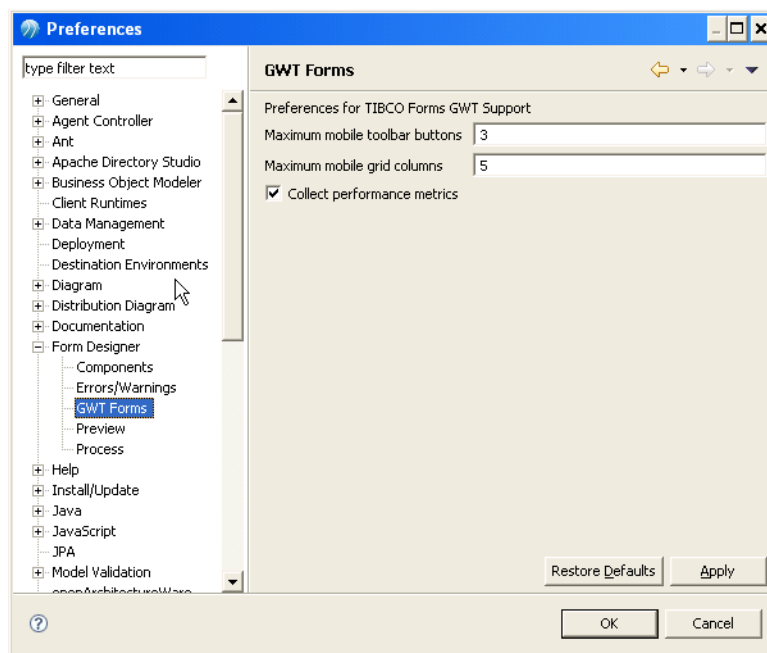 Preferences
type filter text
General
Agent Controller
Ant
Apache Directory Studio
Business Object Modeler
Client Runtimes
Data Management
Deployment
Destination Environments
Diagram
Distribution Diagram
Documentation
Form Designer
Components
Errors/Warnings
GWT Forms
Preview
Process
Help
Install/Update
Java
JavaScript
JPA
Model Validation
openArchitectureWare
GWT Forms
Preferences for TIBCO Forms GWT Support
Maximum mobile toolbar buttons 3
Maximum mobile grid columns 5
Collect performance metrics
Restore Defaults Apply
OK Cancel